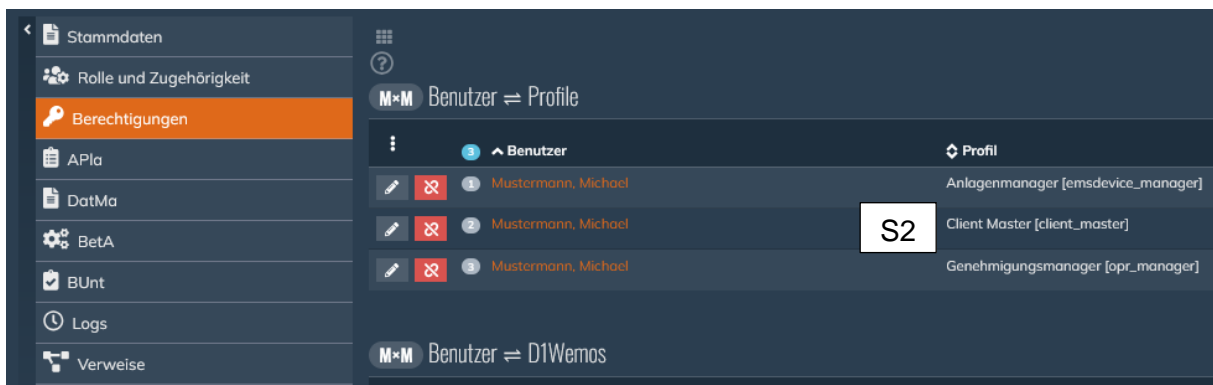 Stammdaten
Rolle und Zugehörigkeit
Berechtigungen
APla
DatMa
BetA
BUnt
Logs
Verweise
M×M Benutzer ⇌ Profile
3 Benutzer Profil
1 Mustermann, Michael Anlagenmanager [emsdevice_manager]
2 Mustermann, Michael Client Master [client_master]
S2
3 Mustermann, Michael Genehmigungsmanager [opr_manager]
M×M Benutzer ⇌ D1Wemos